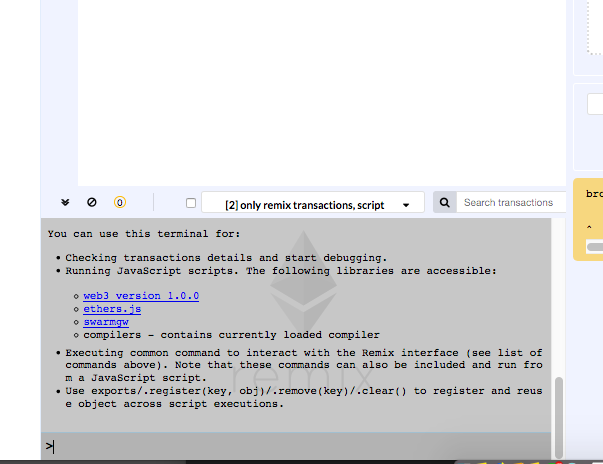 0
[2] only remix transactions, script
Search transactions
bro
You can use this terminal for:
• Checking transactions details and start debugging.
• Running JavaScript scripts. The following libraries are accessible:
◦ web3 version 1.0.0
◦ ethers.js
◦ swarmgw
◦ compilers - contains currently loaded compiler
• Executing common command to interact with the Remix interface (see list of
commands above). Note that these commands can also be included and run fro
m a JavaScript script.
• Use exports/.register(key, obj)/.remove(key)/.clear() to register and reus
e object across script executions.
remix
>